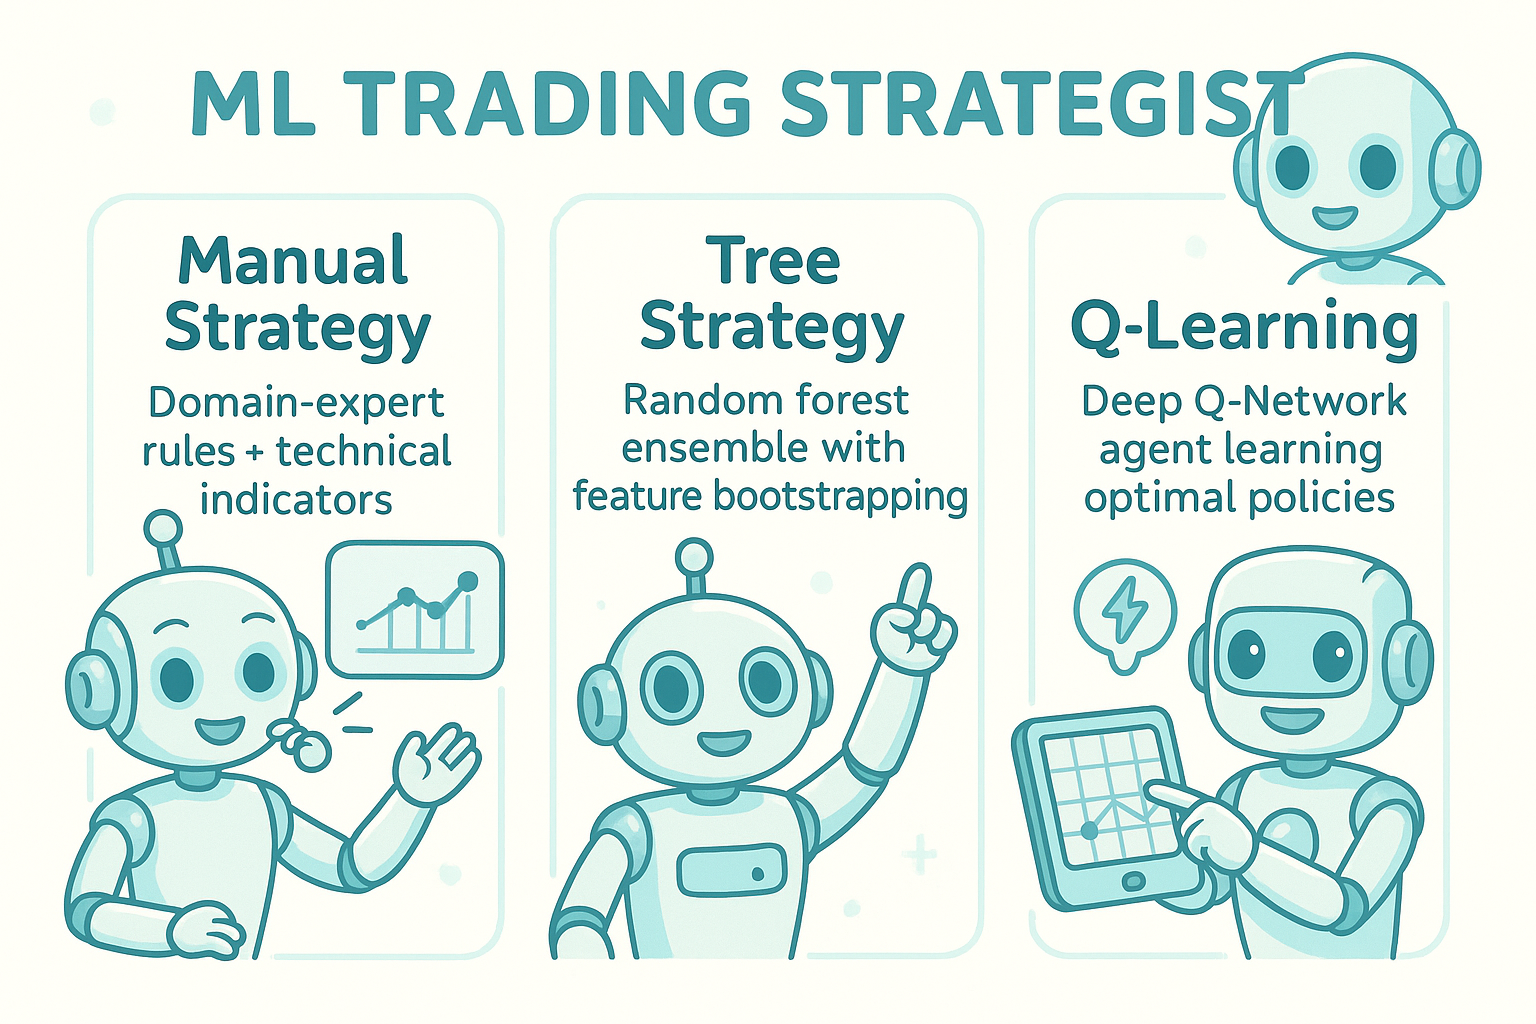 ML TRADING STRATEGIST
Manual
Strategy
Domain-expert
rules + technical
indicators
Tree
Strategy
Random forest
ensemble with
feature bootstrapping
Q-Learning
Deep Q-Network
agent learning
optimal policies